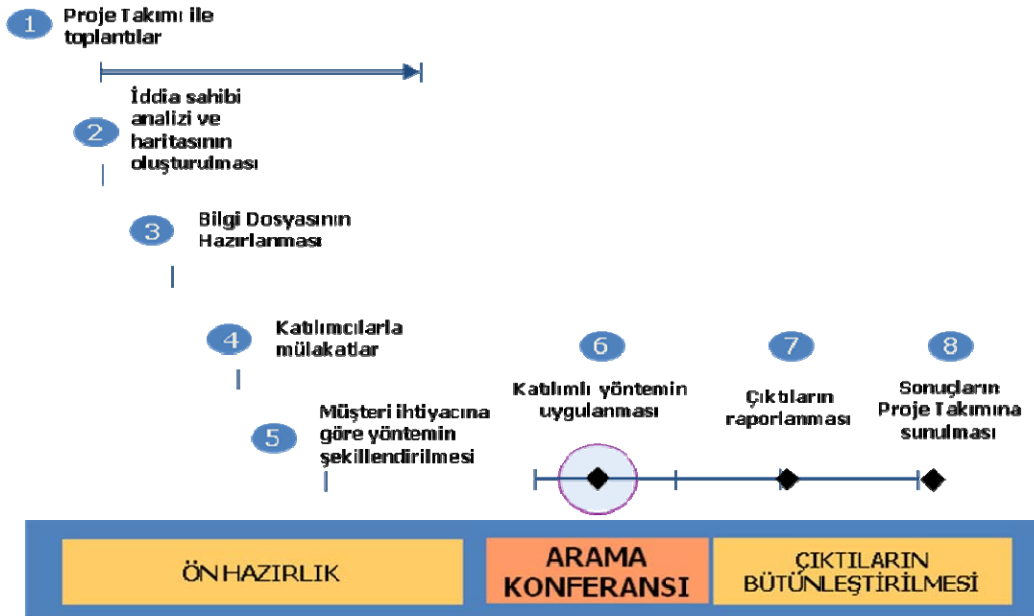 1
Proje Takımı ile
toplantılar
2
İddia sahibi
analizi ve
haritasının
oluşturulması
3
Bilgi Dosyasının
Hazırlanması
4
Katılımcılarla
mülakatlar
5
Müşteri ihtiyacına
göre yöntemin
şekillendirilmesi
6
Katılımlı yöntemin
uygulanması
7
Çıktıların
raporlanması
8
Sonuçların
Proje Takımına
sunulması
ÖN HAZIRLIK
ARAMA
KONFERANSI
ÇIKTILARIN
BÜTÜNLEŞTİRİLMESİ